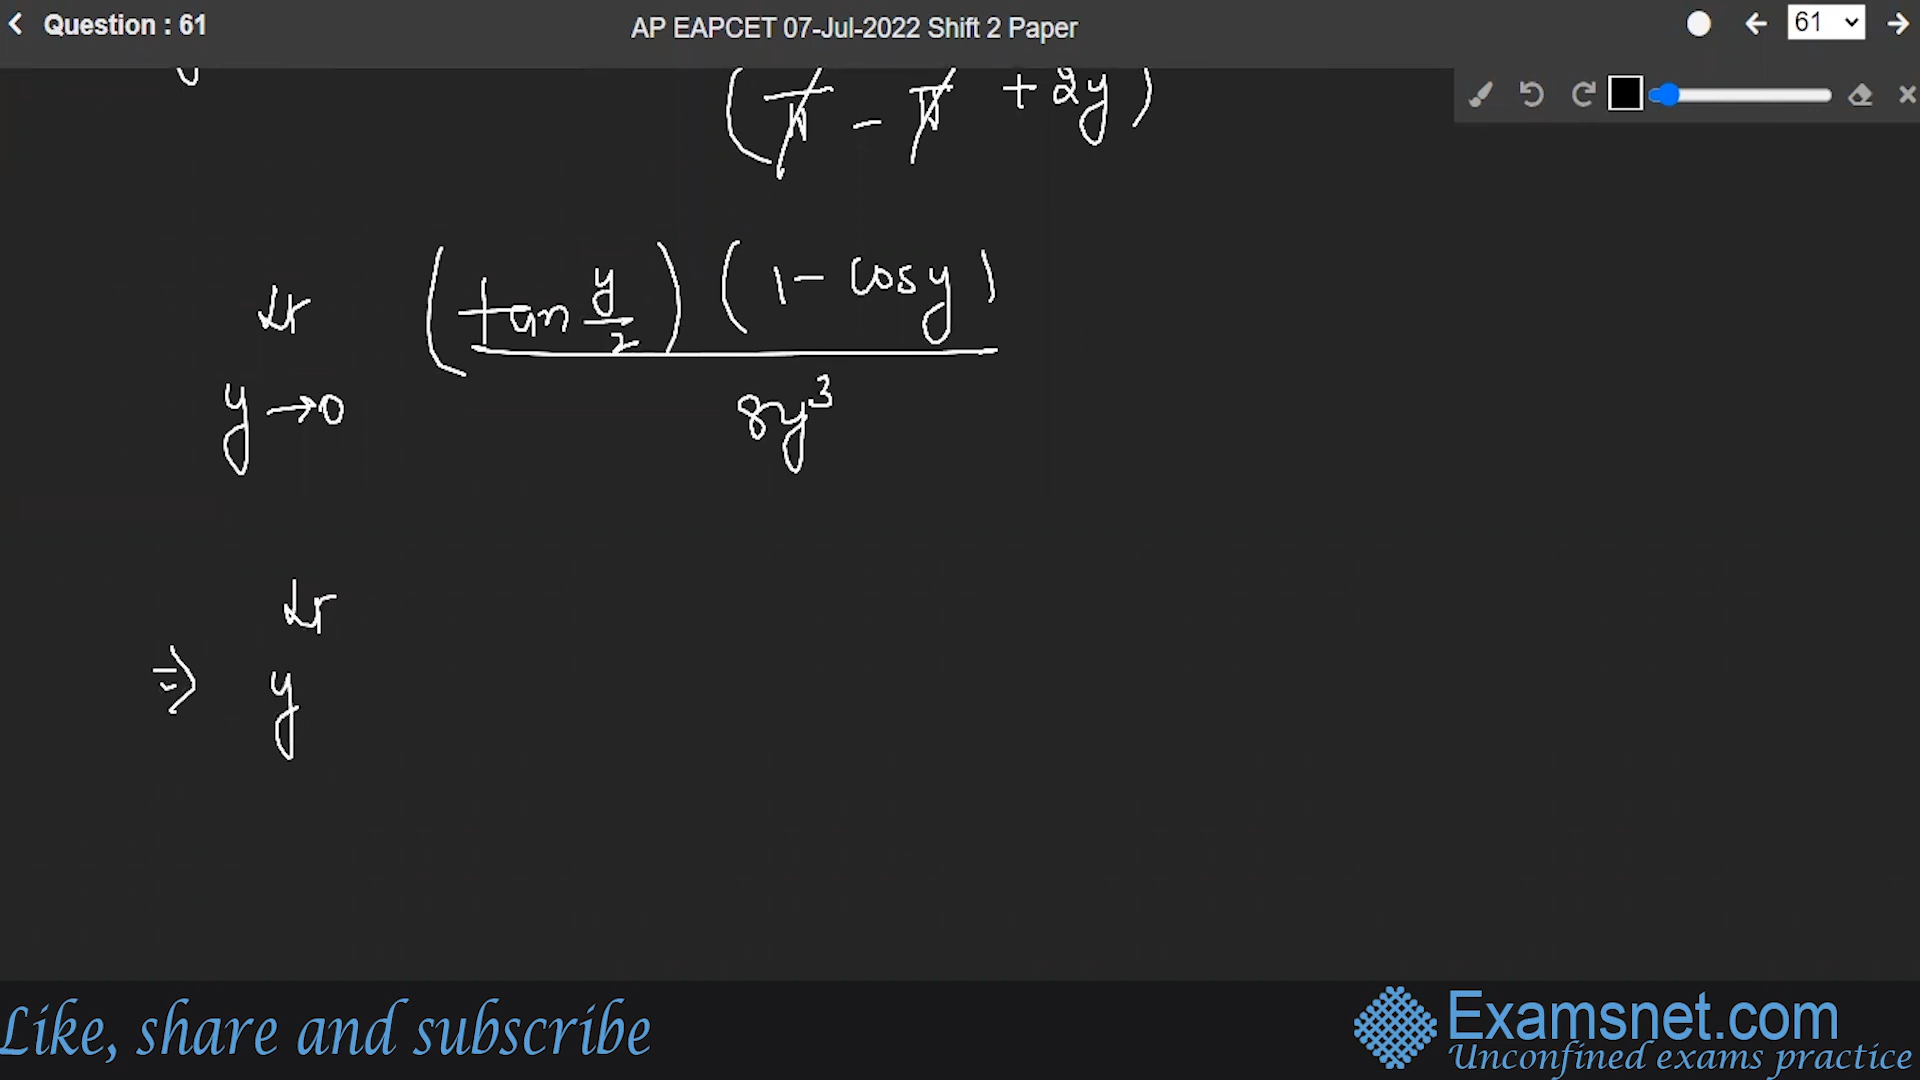 Question : 61
AP EAPCET 07-Jul-2022 Shift 2 Paper
61
(π - π + 2y)
Lt y→0 (tan y/2) (1 - cosy) / 8y³
⇒ Lt y
Like, share and subscribe
Examsnet.com
Unconfined exams practice